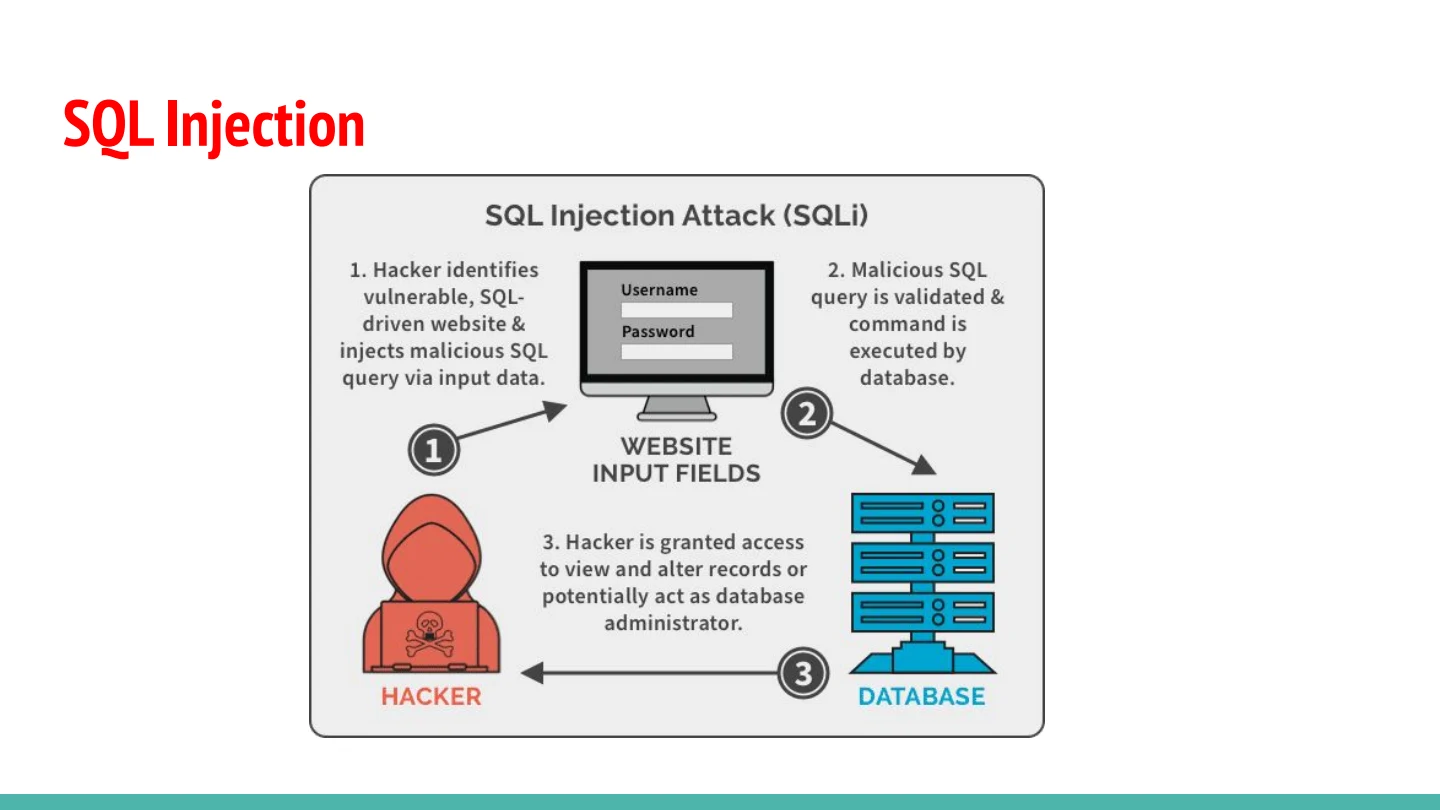 SQL Injection
SQL Injection Attack (SQLi)
1. Hacker identifies
vulnerable, SQL-
driven website &
injects malicious SQL
query via input data.
Username
Password
2. Malicious SQL
query is validated &
command is
executed by
database.
1
2
WEBSITE
INPUT FIELDS
3. Hacker is granted access
to view and alter records or
potentially act as database
administrator.
3
HACKER
DATABASE